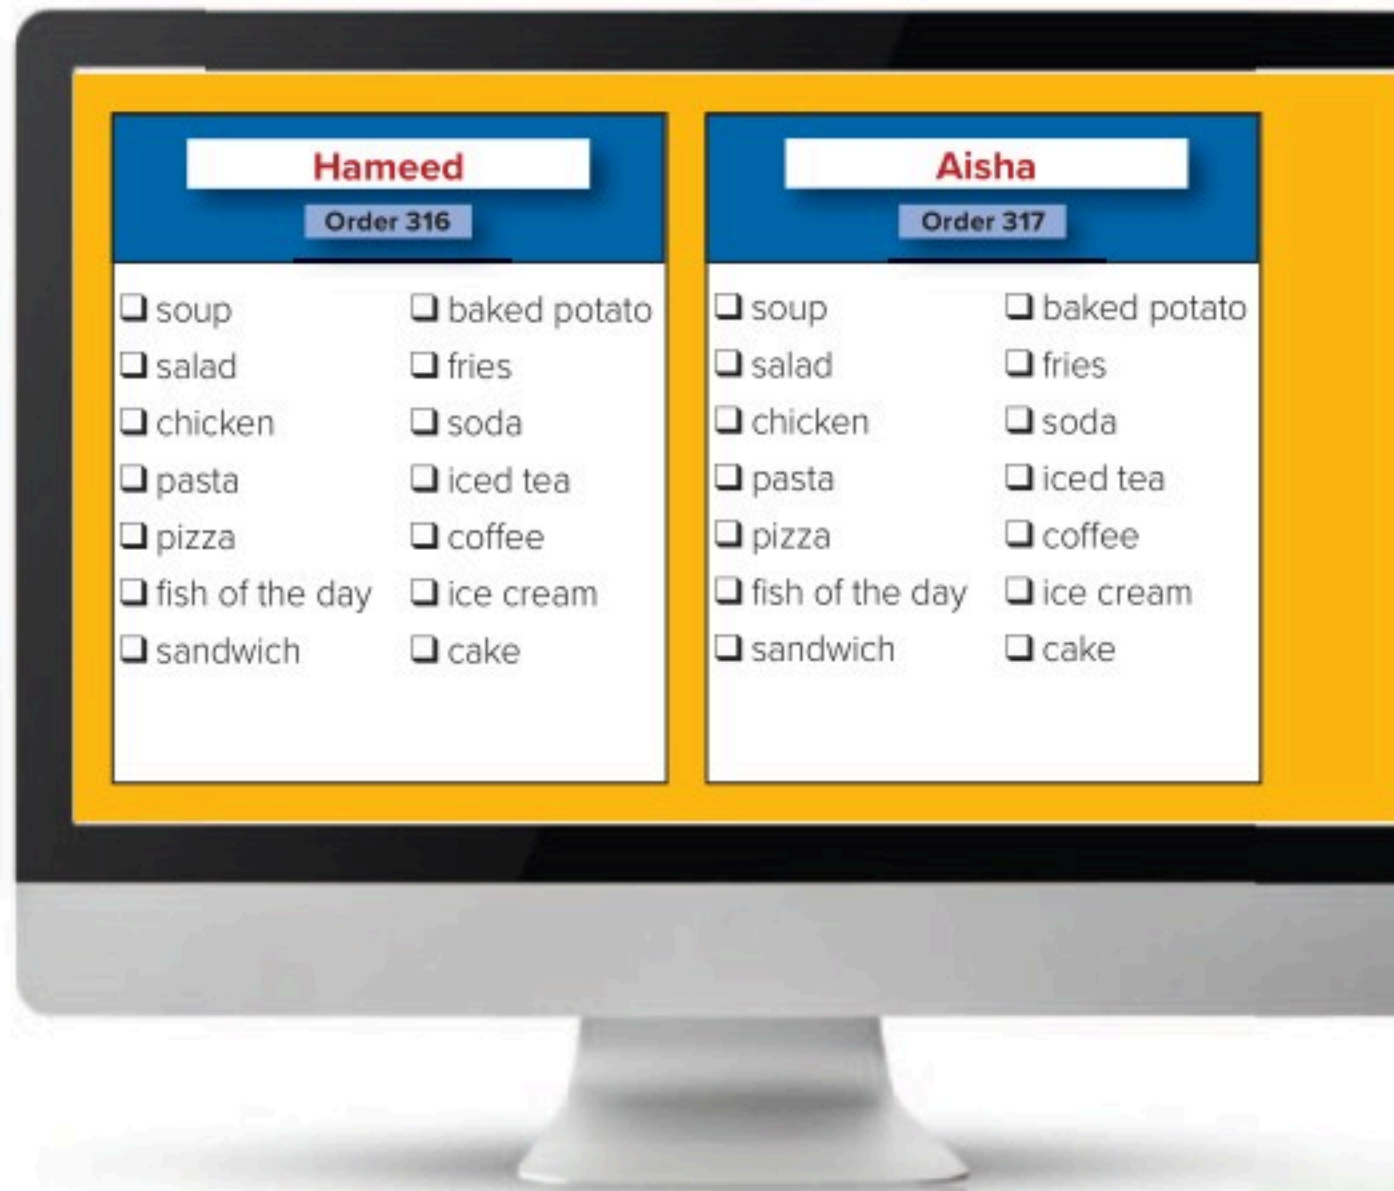 Hameed
Order 316
❑ soup
❑ salad
❑ chicken
❑ pasta
❑ pizza
❑ fish of the day
❑ sandwich
❑ baked potato
❑ fries
❑ soda
❑ iced tea
❑ coffee
❑ ice cream
❑ cake
Aisha
Order 317
❑ soup
❑ salad
❑ chicken
❑ pasta
❑ pizza
❑ fish of the day
❑ sandwich
❑ baked potato
❑ fries
❑ soda
❑ iced tea
❑ coffee
❑ ice cream
❑ cake